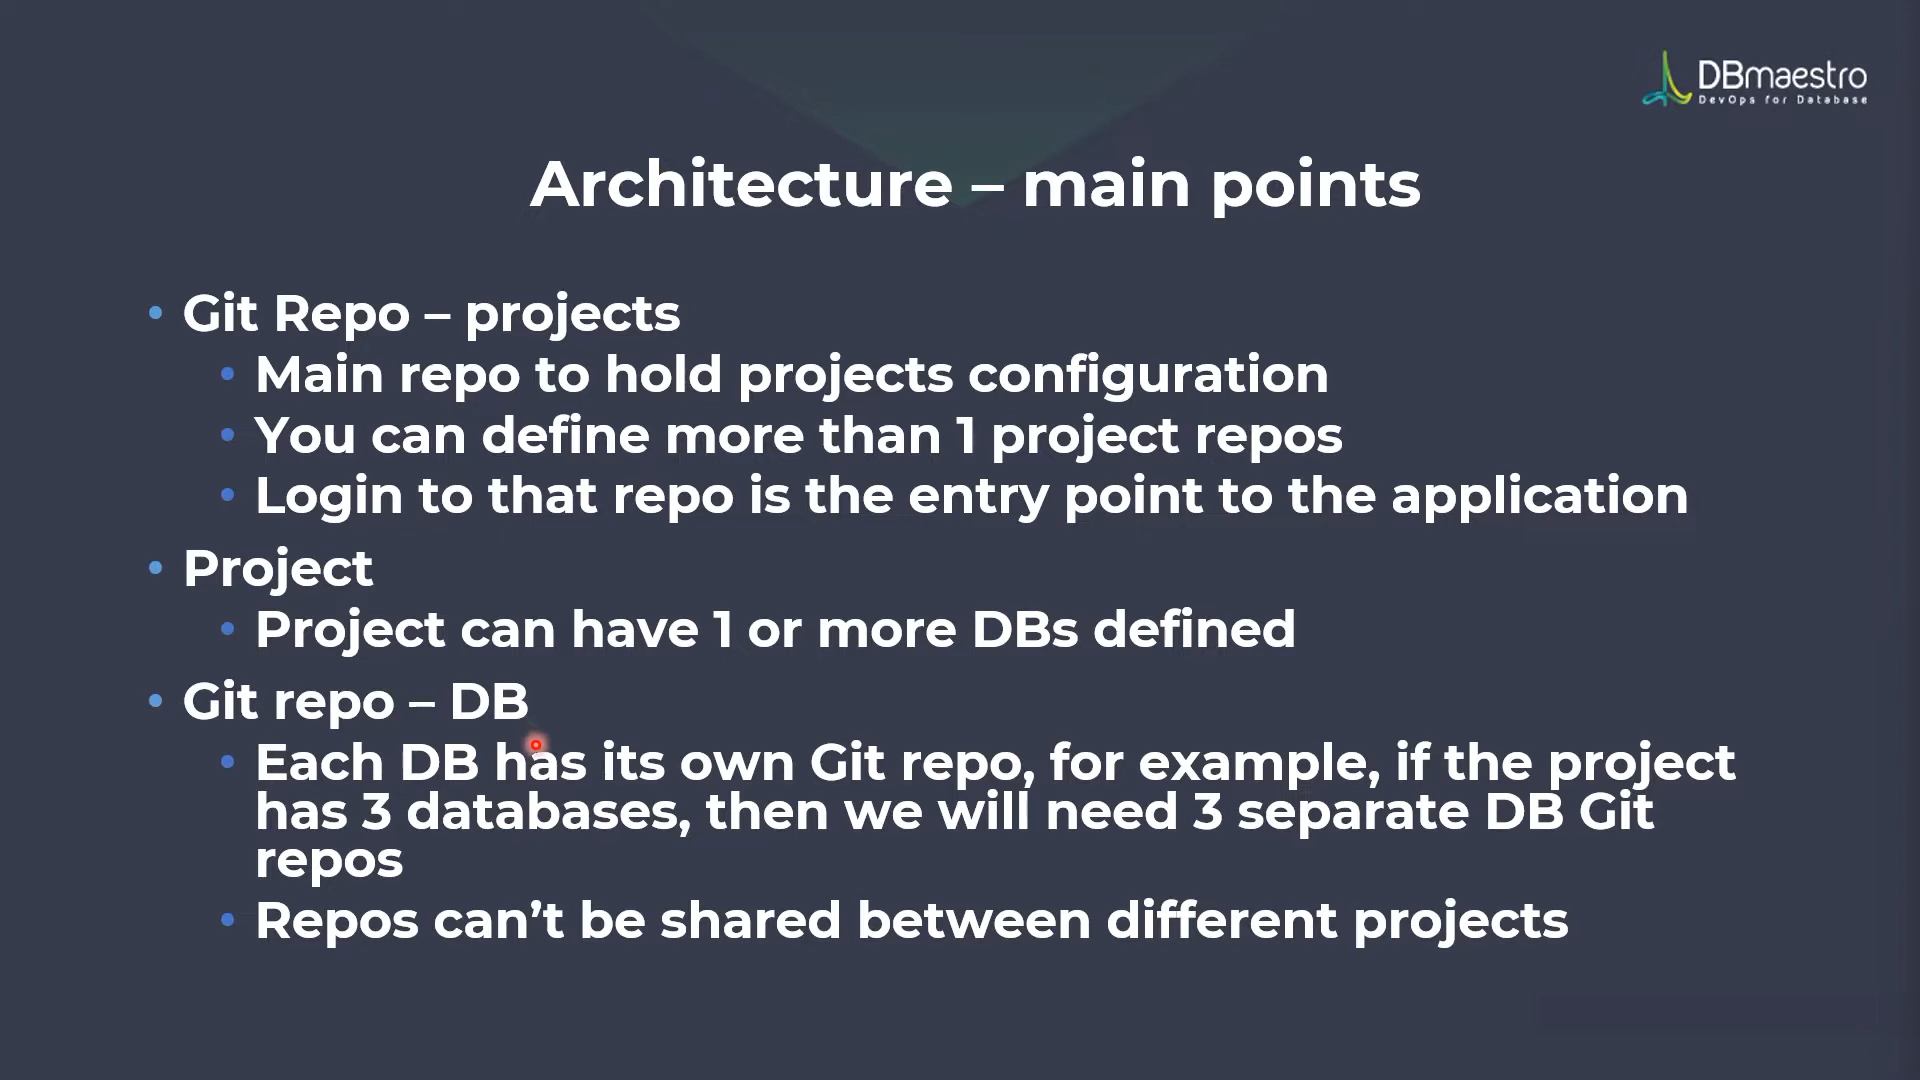 DBmaestro
DevOps for Database
Architecture – main points
• Git Repo – projects
• Main repo to hold projects configuration
• You can define more than 1 project repos
• Login to that repo is the entry point to the application
• Project
• Project can have 1 or more DBs defined
• Git repo – DB
• Each DB has its own Git repo, for example, if the project
has 3 databases, then we will need 3 separate DB Git
repos
• Repos can’t be shared between different projects